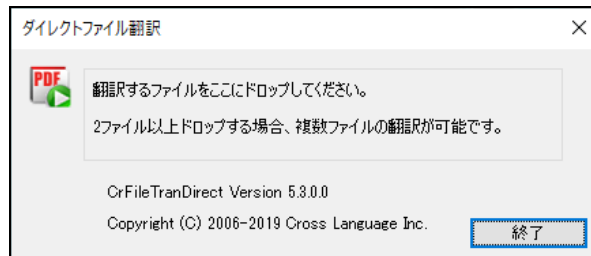 ダイレクトファイル翻訳
PDF
翻訳するファイルをここにドロップしてください。
2ファイル以上ドロップする場合、複数ファイルの翻訳が可能です。
CrFileTranDirect Version 5.3.0.0
Copyright (C) 2006-2019 Cross Language Inc.
終了